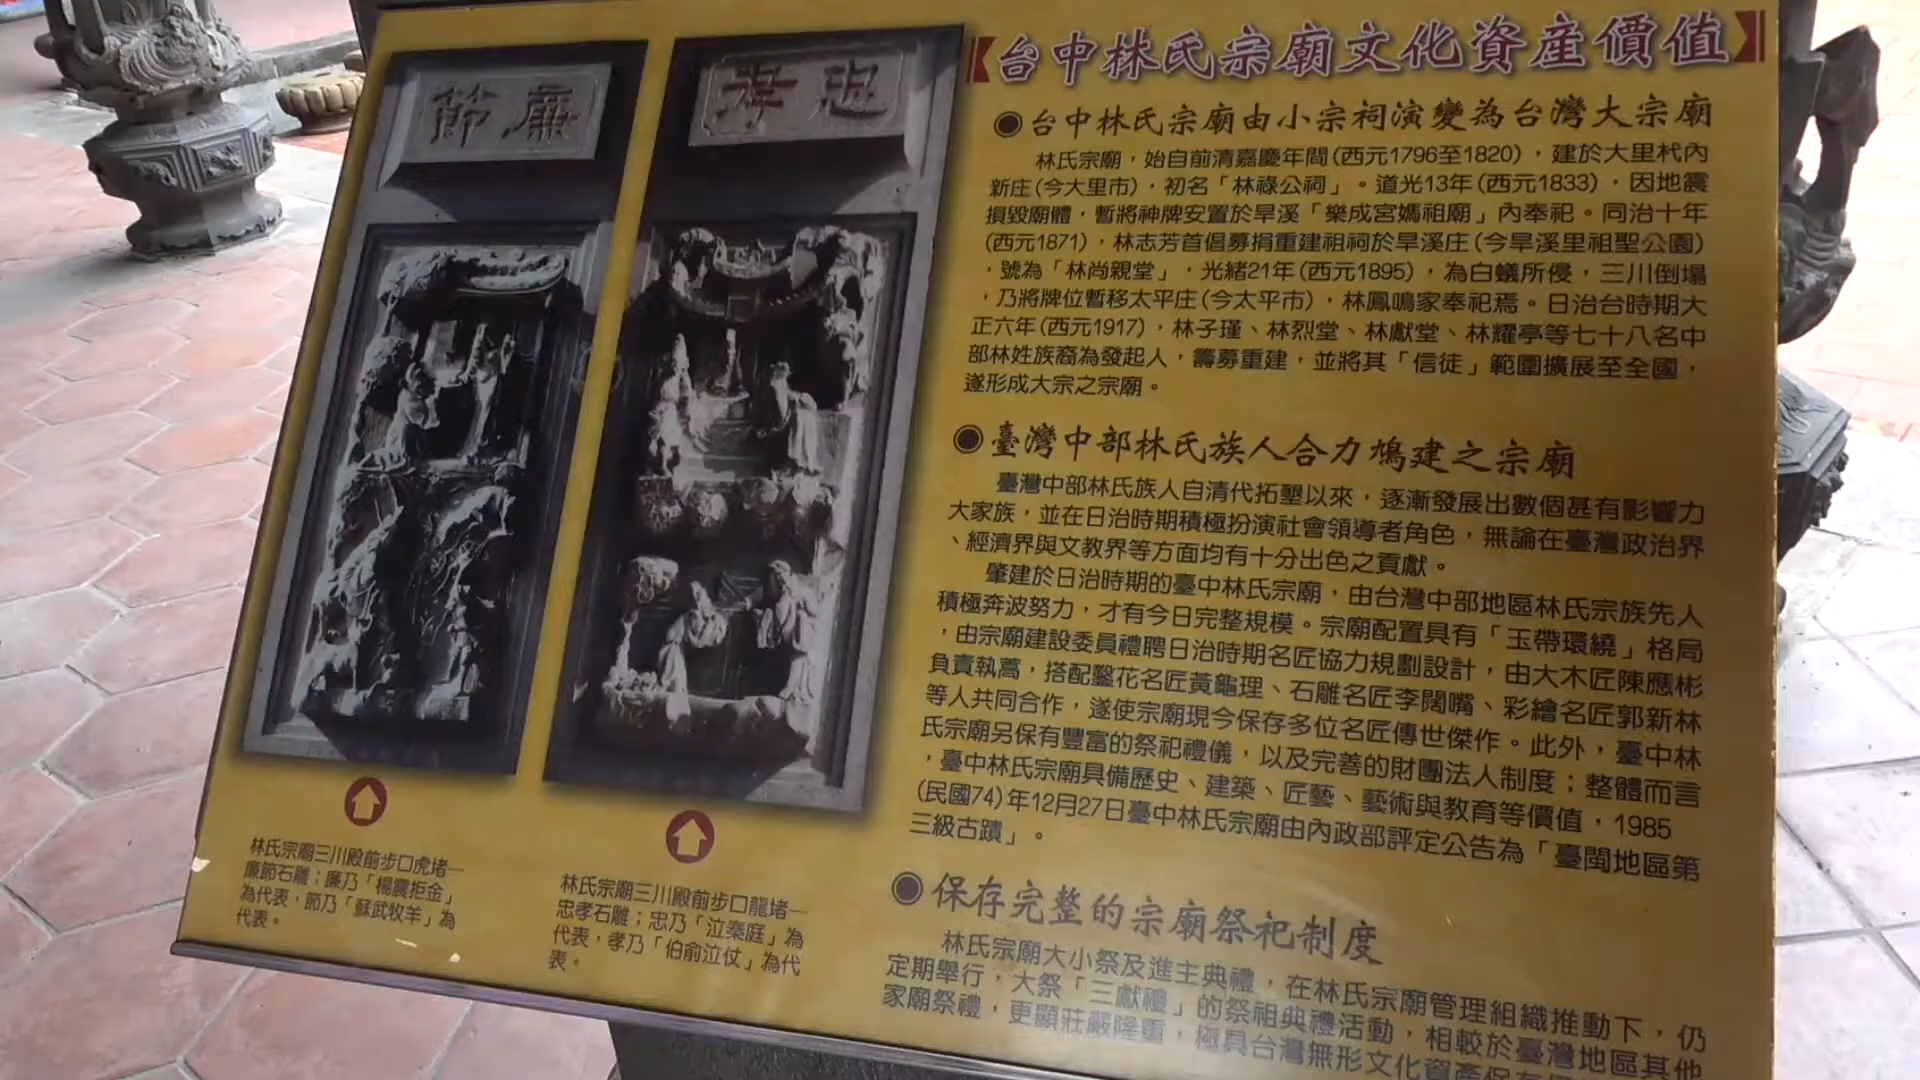 節廉
孝忠
台中林氏宗廟文化資産價值
台中林氏宗廟由小宗祠演變為台灣大宗廟
林氏宗廟，始自前清嘉慶年間(西元1796至1820)，建於大里杙內
新庄(今大里市)，初名「林祿公祠」。道光13年(西元1833)，因地震
損毀廟體，暫將神牌安置於旱溪「樂成宮媽祖廟」內奉祀。同治十年
(西元1871)，林志芳首倡募捐重建祖祠於旱溪庄(今旱溪里祖聖公園)
，號為「林尚親堂」，光緒21年(西元1895)，為白蟻所侵，三川倒塌
，乃將牌位暫移太平庄(今太平市)，林鳳鳴家奉祀焉。日治台時期大
正六年(西元1917)，林子瑾、林烈堂、林獻堂、林耀亭等七十八名中
部林姓族裔為發起人，籌募重建，並將其「信徒」範圍擴展至全國，
遂形成大宗之宗廟。
臺灣中部林氏族人合力鳩建之宗廟
臺灣中部林氏族人自清代拓墾以來，逐漸發展出數個甚有影響力
大家族，並在日治時期積極扮演社會領導者角色，無論在臺灣政治界
、經濟界與文教界等方面均有十分出色之貢獻。
肇建於日治時期的臺中林氏宗廟，由台灣中部地區林氏宗族先人
積極奔波努力，才有今日完整規模。宗廟配置具有「玉帶環繞」格局
，由宗廟建設委員禮聘日治時期名匠協力規劃設計，由大木匠陳應彬
負責執蒿，搭配鑿花名匠黃龜理、石雕名匠李闊嘴、彩繪名匠郭新林
等人共同合作，遂使宗廟現今保存多位名匠傳世傑作。此外，臺中林
氏宗廟另保有豐富的祭祀禮儀，以及完善的財團法人制度；整體而言
，臺中林氏宗廟具備歷史、建築、匠藝、藝術與教育等價值，1985
(民國74)年12月27日臺中林氏宗廟由內政部評定公告為「臺閩地區第
三級古蹟」。
保存完整的宗廟祭祀制度
林氏宗廟大小祭及進主典禮，在林氏宗廟管理組織推動下，仍
定期舉行，大祭「三獻禮」的祭祖典禮活動，相較於臺灣地區其他
家廟祭禮，更顯莊嚴隆重，極具台灣無形文化資產保存
林氏宗廟三川殿前步口虎堵—
廉節石雕；廉乃「楊震拒金」
為代表，節乃「蘇武牧羊」為
代表。
林氏宗廟三川殿前步口龍堵—
忠孝石雕；忠乃「泣秦庭」為
代表，孝乃「伯俞泣仗」為代
表。